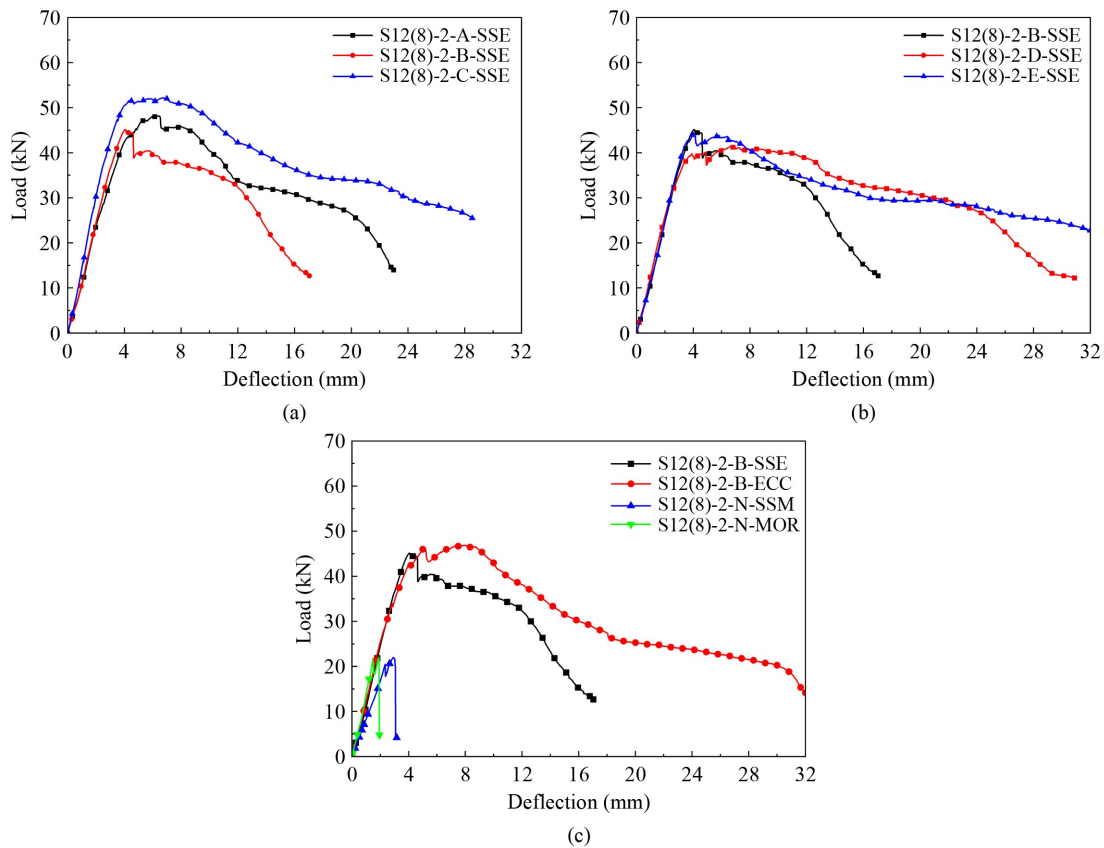 70
60
50
40
30
20
10
0
Load (kN)
S12(8)-2-A-SSE
S12(8)-2-B-SSE
S12(8)-2-C-SSE
0 4 8 12 16 20 24 28 32
Deflection (mm)
(a)
70
60
50
40
30
20
10
0
Load (kN)
S12(8)-2-B-SSE
S12(8)-2-D-SSE
S12(8)-2-E-SSE
0 4 8 12 16 20 24 28 32
Deflection (mm)
(b)
70
60
50
40
30
20
10
0
Load (kN)
S12(8)-2-B-SSE
S12(8)-2-B-ECC
S12(8)-2-N-SSM
S12(8)-2-N-MOR
0 4 8 12 16 20 24 28 32
Deflection (mm)
(c)